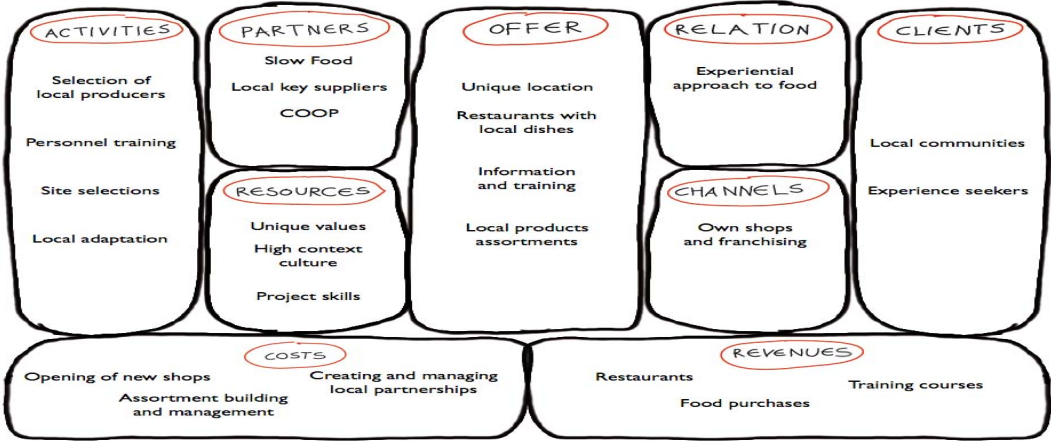 ACTIVITIES
Selection of
local producers
Personnel training
Site selections
Local adaptation
PARTNERS
Slow Food
Local key suppliers
COOP
RESOURCES
Unique values
High context
culture
Project skills
OFFER
Unique location
Restaurants with
local dishes
Information
and training
Local products
assortments
RELATION
Experiential
approach to food
CHANNELS
Own shops
and franchising
CLIENTS
Local communities
Experience seekers
COSTS
Opening of new shops
Assortment building
and management
Creating and managing
local partnerships
REVENUES
Restaurants
Food purchases
Training courses